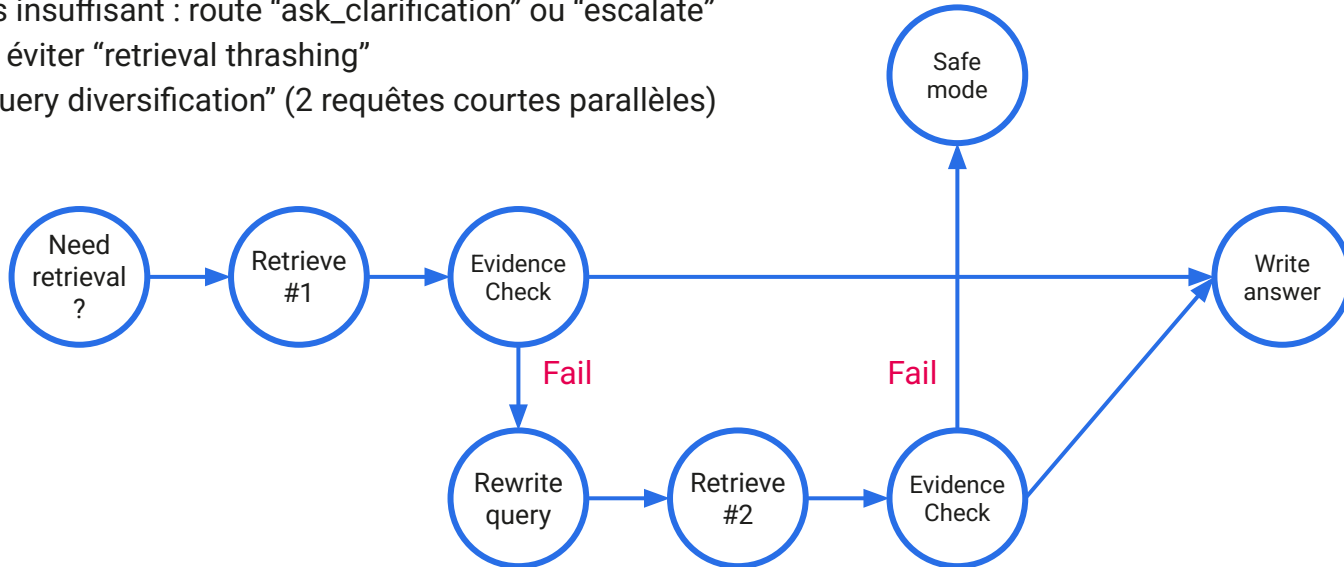 s insuffisant : route “ask_clarification” ou “escalate”
éviter “retrieval thrashing”
uery diversification” (2 requêtes courtes parallèles)
Safe
mode
Need
retrieval
?
Retrieve
#1
Evidence
Check
Write
answer
Fail
Fail
Rewrite
query
Retrieve
#2
Evidence
Check